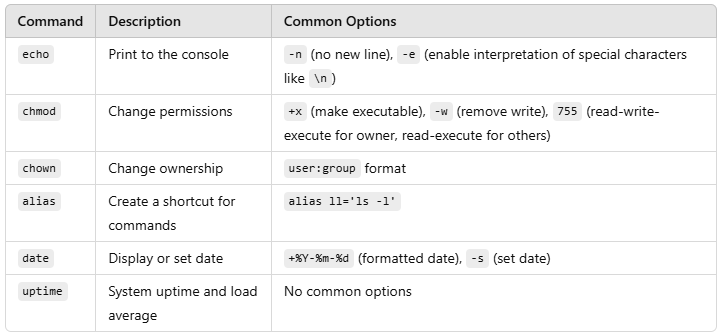 Command Description Common Options
echo Print to the console -n (no new line), -e (enable interpretation of special characters
like \n)
chmod Change permissions +x (make executable), -w (remove write), 755 (read-write-
execute for owner, read-execute for others)
chown Change ownership user:group format
alias Create a shortcut for alias ll='ls -l'
commands
date Display or set date +%Y-%m-%d (formatted date), -s (set date)
uptime System uptime and load No common options
average